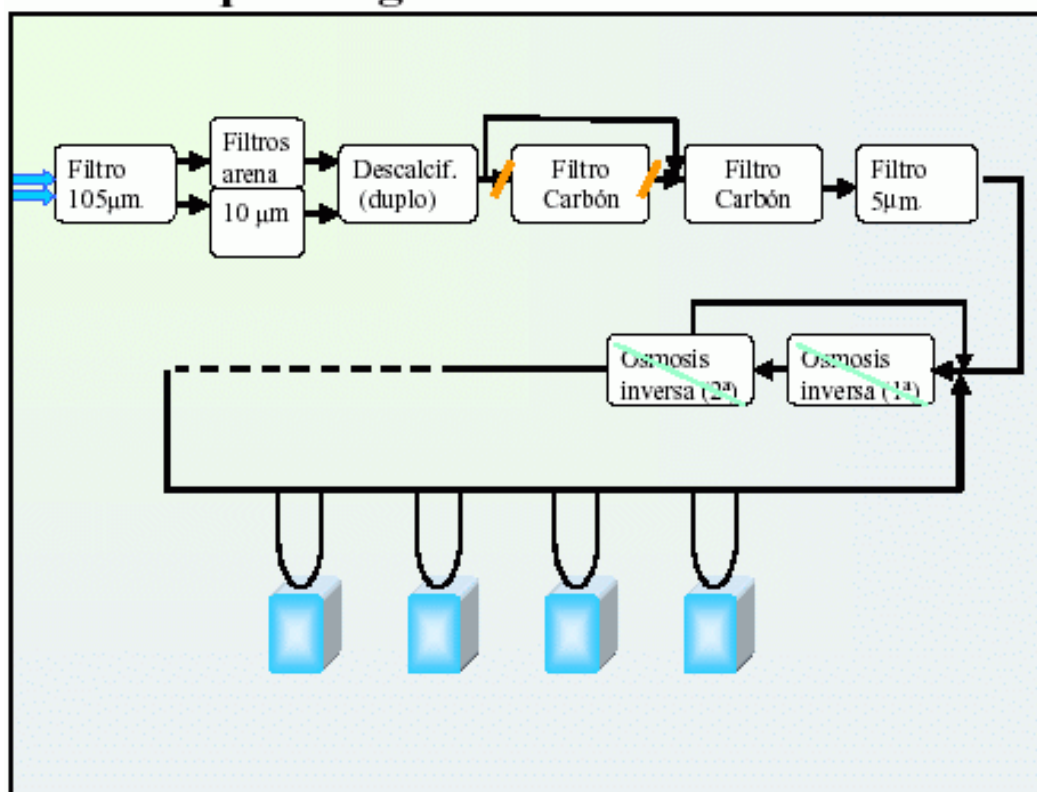 Filtro
105µm.
Filtros
arena
10 µm
Descalcif.
(duplo)
Filtro
Carbón
Filtro
Carbón
Filtro
5µm.
Osmosis
inversa (2ª)
Osmosis
inversa (1ª)